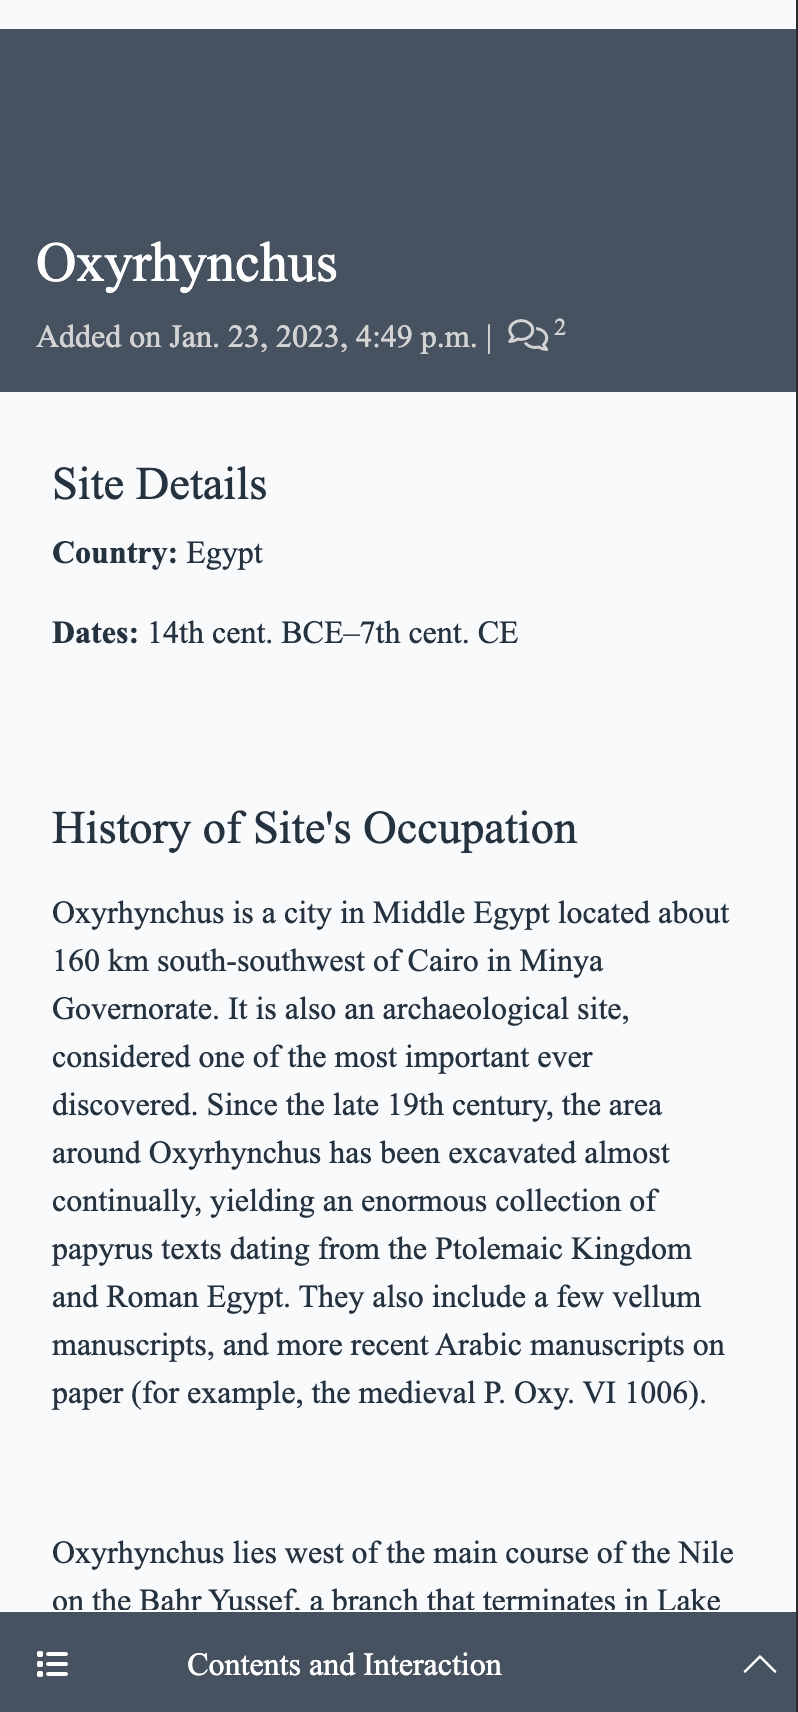 Oxyrhynchus
Added on Jan. 23, 2023, 4:49 p.m. | 2
Site Details
Country: Egypt
Dates: 14th cent. BCE–7th cent. CE
History of Site's Occupation
Oxyrhynchus is a city in Middle Egypt located about
160 km south-southwest of Cairo in Minya
Governorate. It is also an archaeological site,
considered one of the most important ever
discovered. Since the late 19th century, the area
around Oxyrhynchus has been excavated almost
continually, yielding an enormous collection of
papyrus texts dating from the Ptolemaic Kingdom
and Roman Egypt. They also include a few vellum
manuscripts, and more recent Arabic manuscripts on
paper (for example, the medieval P. Oxy. VI 1006).
Oxyrhynchus lies west of the main course of the Nile
on the Bahr Yussef, a branch that terminates in Lake
Contents and Interaction